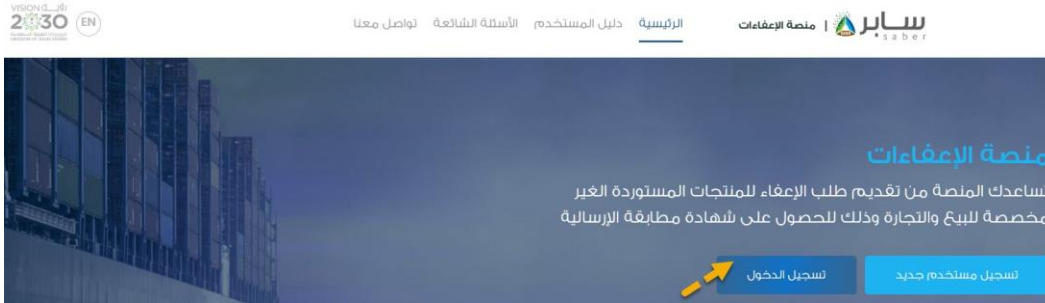 سابر
saber
منصة الإعفاءات
الرئيسية
دليل المستخدم
الأسئلة الشائعة
تواصل معنا
EN
VISION رؤيـــة
2030
منصة الإعفاءات
تساعدك المنصة من تقديم طلب الإعفاء للمنتجات المستوردة الغير
مخصصة للبيع والتجارة وذلك للحصول على شهادة مطابقة الإرسالية
تسجيل مستخدم جديد
تسجيل الدخول